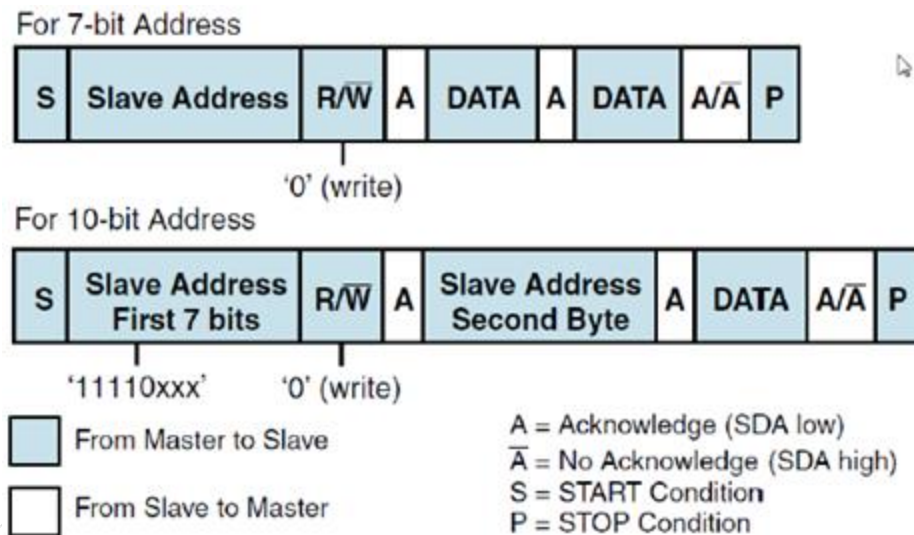 For 7-bit Address
S Slave Address R/W̅ A DATA A DATA A/A̅ P
'0' (write)
For 10-bit Address
S Slave Address First 7 bits R/W̅ A Slave Address Second Byte A DATA A/A̅ P
'11110xxx' '0' (write)
From Master to Slave
From Slave to Master
A = Acknowledge (SDA low)
A̅ = No Acknowledge (SDA high)
S = START Condition
P = STOP Condition